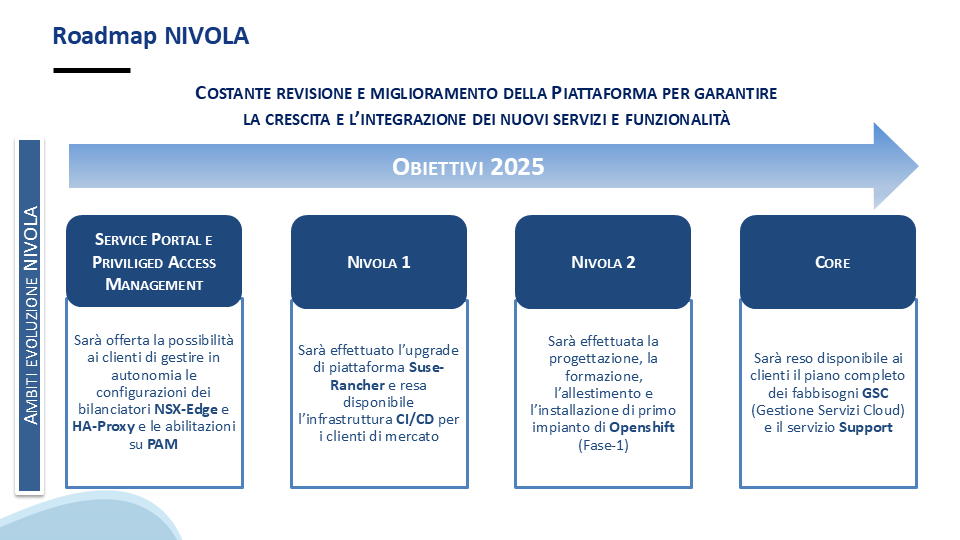 Roadmap NIVOLA
Costante revisione e miglioramento della Piattaforma per garantire
la crescita e l’integrazione dei nuovi servizi e funzionalità
Obiettivi 2025
Ambiti evoluzione NIVOLA
Service Portal e
Priviliged Access
Management
Sarà offerta la possibilità
ai clienti di gestire in
autonomia le
configurazioni dei
bilanciatori NSX-Edge e
HA-Proxy e le abilitazioni
su PAM
Nivola 1
Sarà effettuato l’upgrade
di piattaforma Suse-
Rancher e resa
disponibile
l’infrastruttura CI/CD per
i clienti di mercato
Nivola 2
Sarà effettuata la
progettazione, la
formazione,
l’allestimento e
l’installazione di primo
impianto di Openshift
(Fase-1)
Core
Sarà reso disponibile ai
clienti il piano completo
dei fabbisogni GSC
(Gestione Servizi Cloud)
e il servizio Support